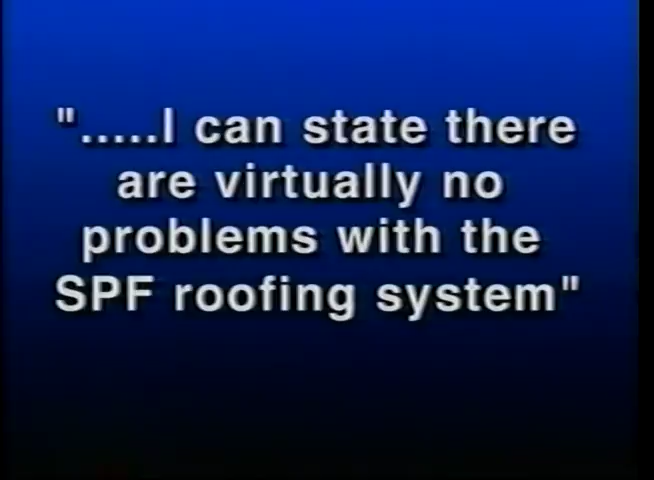 ".....I can state there
are virtually no
problems with the
SPF roofing system"